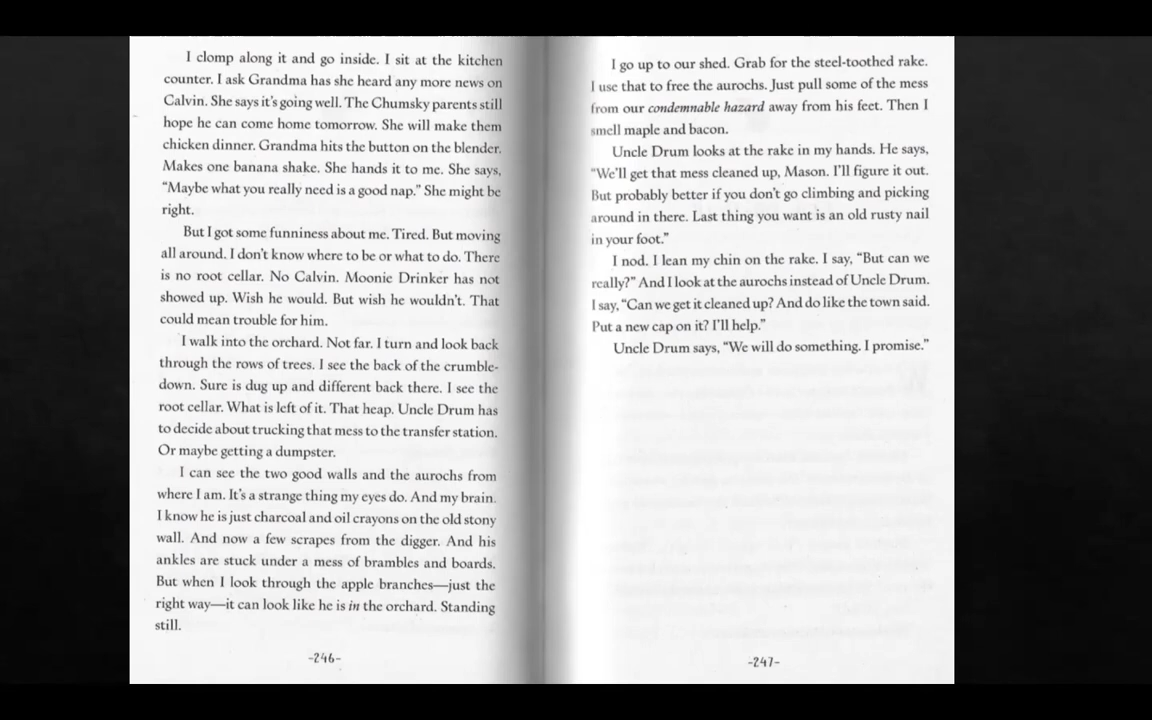 I clomp along it and go inside. I sit at the kitchen
counter. I ask Grandma has she heard any more news on
Calvin. She says it's going well. The Chumsky parents still
hope he can come home tomorrow. She will make them
chicken dinner. Grandma hits the button on the blender.
Makes one banana shake. She hands it to me. She says,
"Maybe what you really need is a good nap." She might be
right.
But I got some funniness about me. Tired. But moving
all around. I don't know where to be or what to do. There
is no root cellar. No Calvin. Moonie Drinker has not
showed up. Wish he would. But wish he wouldn't. That
could mean trouble for him.
I walk into the orchard. Not far. I turn and look back
through the rows of trees. I see the back of the crumble-
down. Sure is dug up and different back there. I see the
root cellar. What is left of it. That heap. Uncle Drum has
to decide about trucking that mess to the transfer station.
Or maybe getting a dumpster.
I can see the two good walls and the aurochs from
where I am. It's a strange thing my eyes do. And my brain.
I know he is just charcoal and oil crayons on the old stony
wall. And now a few scrapes from the digger. And his
ankles are stuck under a mess of brambles and boards.
But when I look through the apple branches—just the
right way—it can look like he is in the orchard. Standing
still.
-246-
I go up to our shed. Grab for the steel-toothed rake.
I use that to free the aurochs. Just pull some of the mess
from our condemnable hazard away from his feet. Then I
smell maple and bacon.
Uncle Drum looks at the rake in my hands. He says,
"We'll get that mess cleaned up, Mason. I'll figure it out.
But probably better if you don't go climbing and picking
around in there. Last thing you want is an old rusty nail
in your foot."
I nod. I lean my chin on the rake. I say, "But can we
really?" And I look at the aurochs instead of Uncle Drum.
I say, "Can we get it cleaned up? And do like the town said.
Put a new cap on it? I'll help."
Uncle Drum says, "We will do something. I promise."
-247-